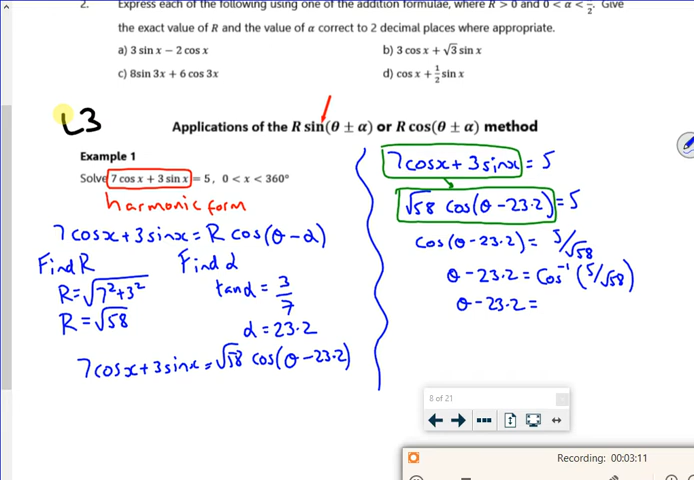 2. Express each of the following using one of the addition formulae, where R > 0 and 0 < α < π/2. Give
the exact value of R and the value of α correct to 2 decimal places where appropriate.
a) 3 sin x − 2 cos x
b) 3 cos x + √3 sin x
c) 8sin 3x + 6 cos 3x
d) cos x + 1/2 sin x
L3
Applications of the R sin(θ ± α) or R cos(θ ± α) method
Example 1
Solve 7 cos x + 3 sin x = 5, 0 < x < 360°
harmonic form
7cosx + 3sinx = R cos(θ − α)
Find R
Find α
R = √7² + 3²
tanα = 3/7
R = √58
α = 23·2
7cosx + 3sinx = √58 cos(θ − 23·2)
7cosx + 3sinx = 5
√58 cos(θ − 23·2) = 5
cos(θ − 23·2) = 5/√58
θ − 23·2 = cos⁻¹(5/√58)
θ − 23·2 =
8 of 21
Recording: 00:03:11